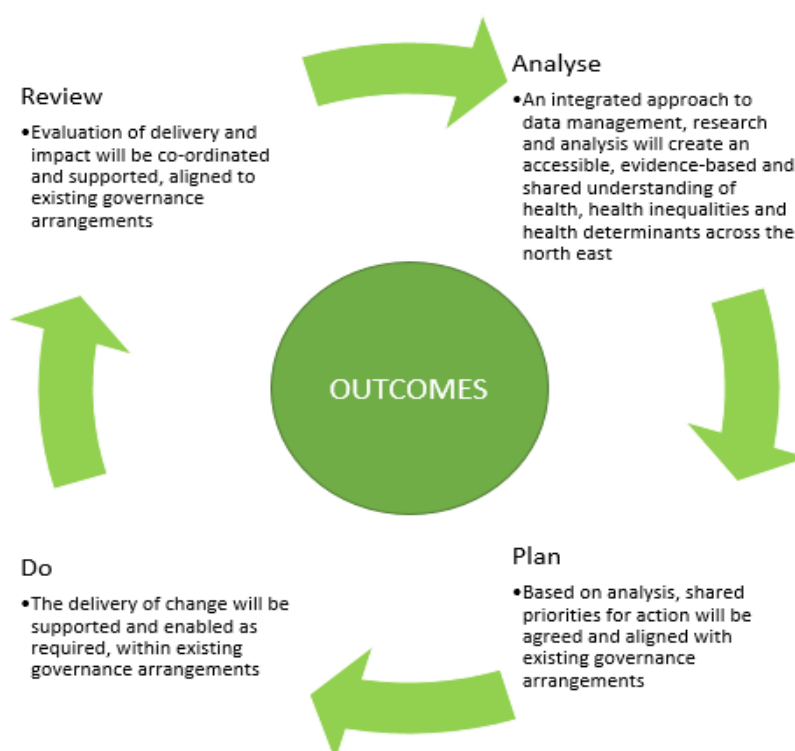 Analyse
•An integrated approach to
data management, research
and analysis will create an
accessible, evidence-based and
shared understanding of
health, health inequalities and
health determinants across the
north east
Plan
•Based on analysis, shared
priorities for action will be
agreed and aligned with
existing governance
arrangements
Do
•The delivery of change will be
supported and enabled as
required, within existing
governance arrangements
Review
•Evaluation of delivery and
impact will be co-ordinated
and supported, aligned to
existing governance
arrangements
OUTCOMES